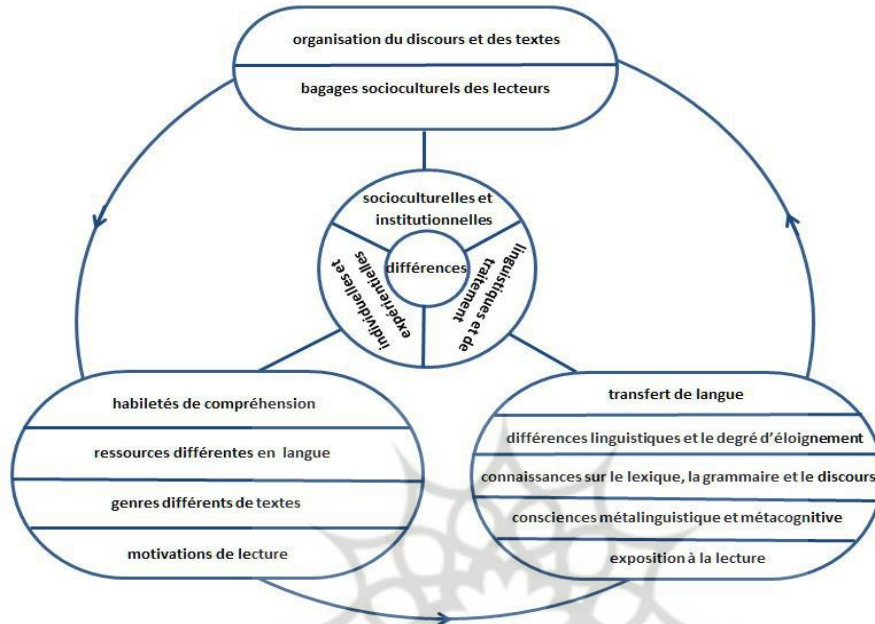 organisation du discours et des textes
bagages socioculturels des lecteurs
socioculturelles et
institutionnelles
différences
individuelles et
expérientielles
linguistiques et de
traitement
habiletés de compréhension
ressources différentes en langue
genres différents de textes
motivations de lecture
transfert de langue
différences linguistiques et le degré d'éloignement
connaissances sur le lexique, la grammaire et le discours
consciences métalinguistique et métacognitive
exposition à la lecture